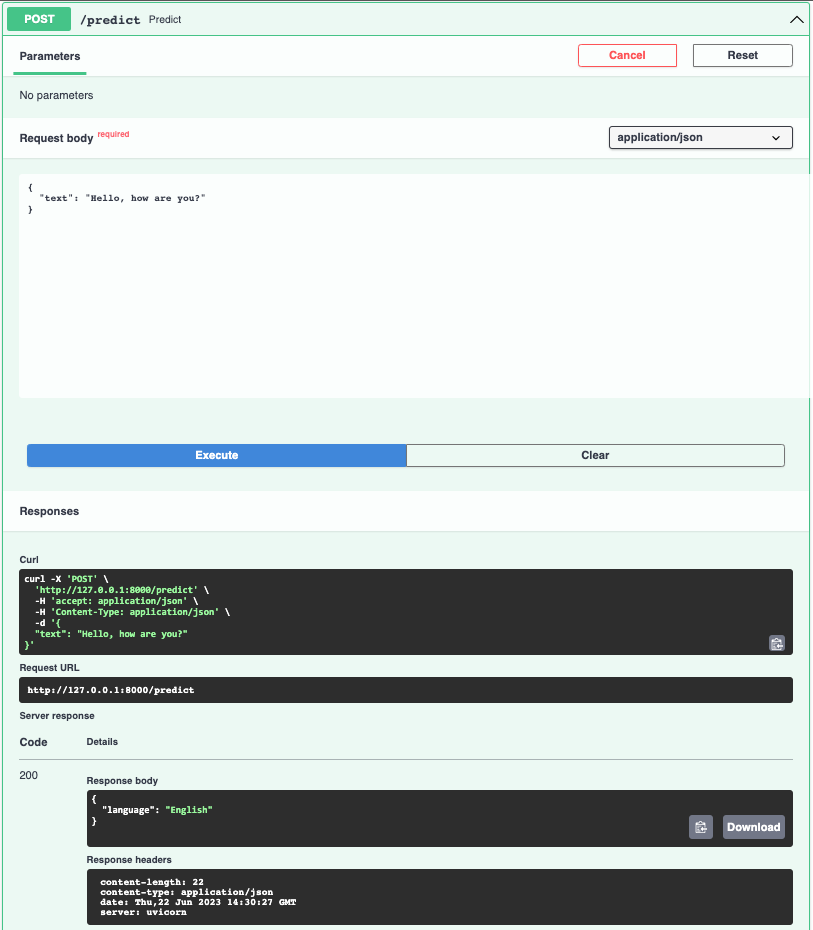 POST /predict Predict
Parameters Cancel Reset
No parameters
Request body required application/json
{
  "text": "Hello, how are you?"
}
Execute Clear
Responses
Curl
curl -X 'POST' \
  'http://127.0.0.1:8000/predict' \
  -H 'accept: application/json' \
  -H 'Content-Type: application/json' \
  -d '{
  "text": "Hello, how are you?"
}'
Request URL
http://127.0.0.1:8000/predict
Server response
Code Details
200
Response body
{
  "language": "English"
}
Download
Response headers
content-length: 22
content-type: application/json
date: Thu,22 Jun 2023 14:30:27 GMT
server: uvicorn